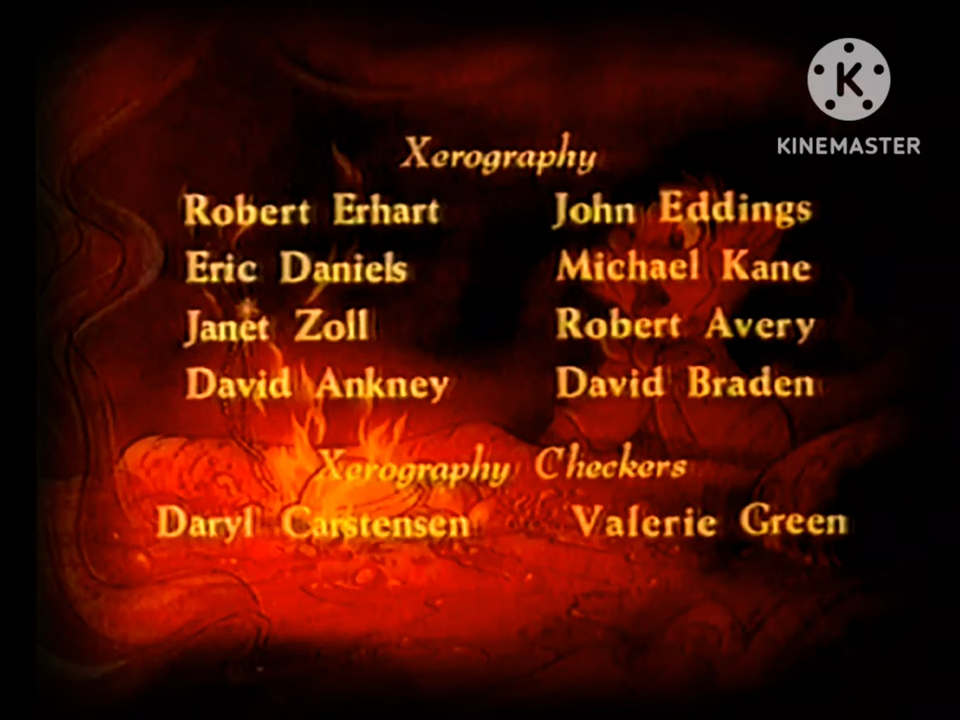 KINEMASTER
Xerography
Robert Erhart John Eddings
Eric Daniels Michael Kane
Janet Zoll Robert Avery
David Ankney David Braden
Xerography Checkers
Daryl Carstensen Valerie Green